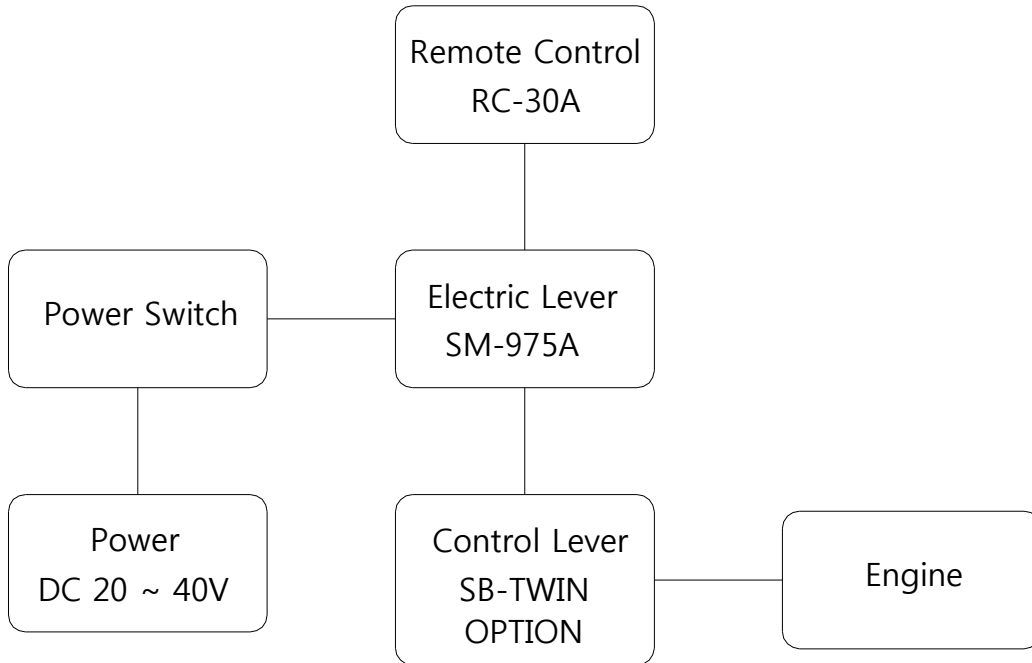 Remote Control
RC-30A
Power Switch
Electric Lever
SM-975A
Power
DC 20 ~ 40V
Control Lever
SB-TWIN
OPTION
Engine